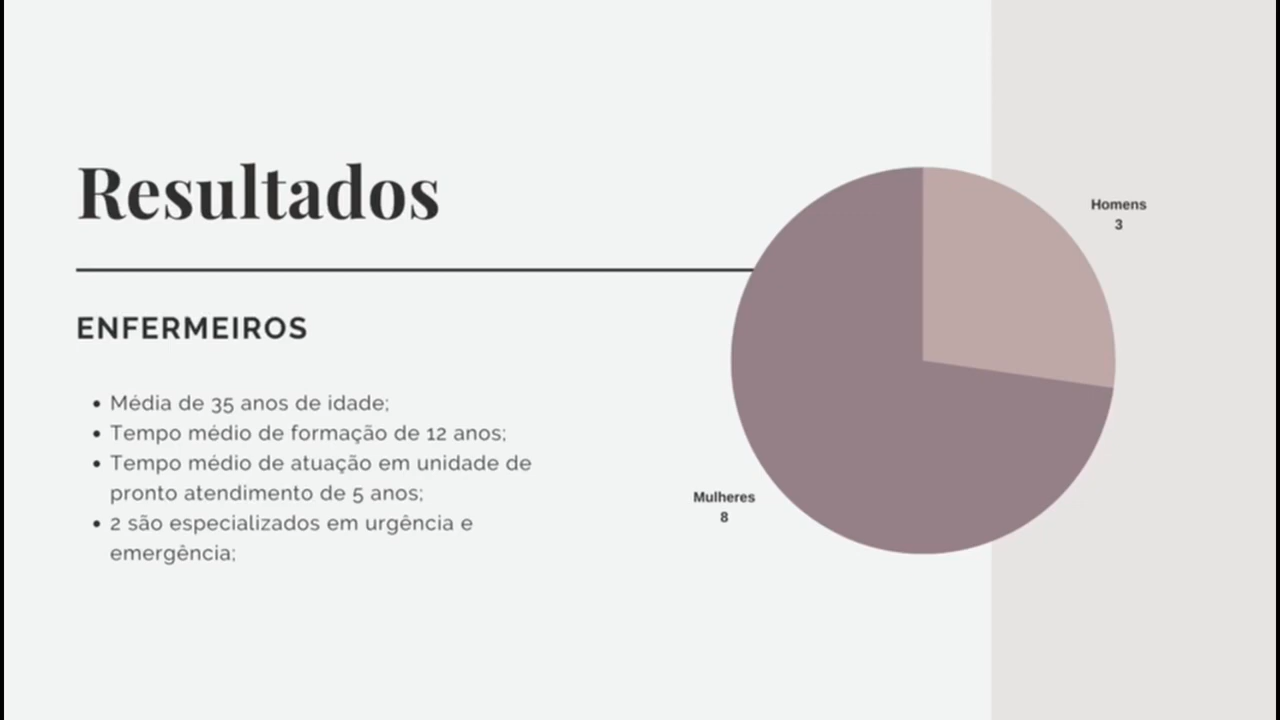 Resultados
ENFERMEIROS
• Média de 35 anos de idade;
• Tempo médio de formação de 12 anos;
• Tempo médio de atuação em unidade de
pronto atendimento de 5 anos;
• 2 são especializados em urgência e
emergência;
Homens
3
Mulheres
8